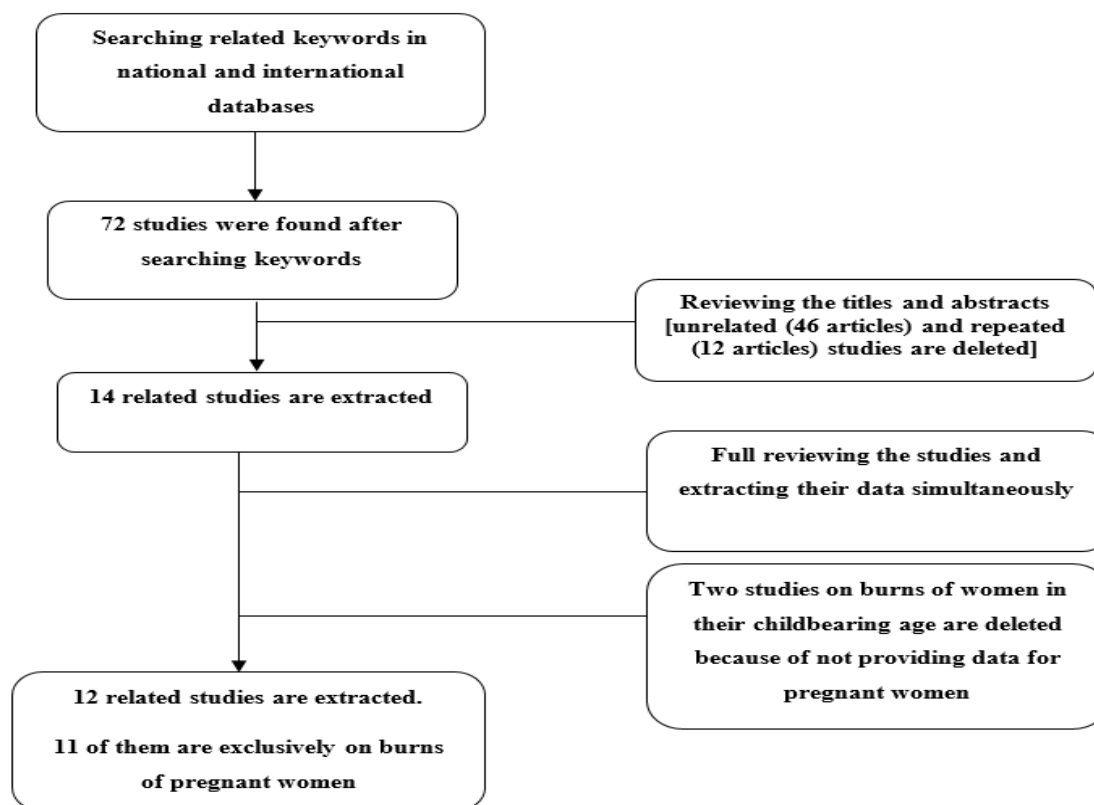 Searching related keywords in
national and international
databases
72 studies were found after
searching keywords
Reviewing the titles and abstracts
[unrelated (46 articles) and repeated
(12 articles) studies are deleted]
14 related studies are extracted
Full reviewing the studies and
extracting their data simultaneously
Two studies on burns of women in
their childbearing age are deleted
because of not providing data for
pregnant women
12 related studies are extracted.
11 of them are exclusively on burns
of pregnant women